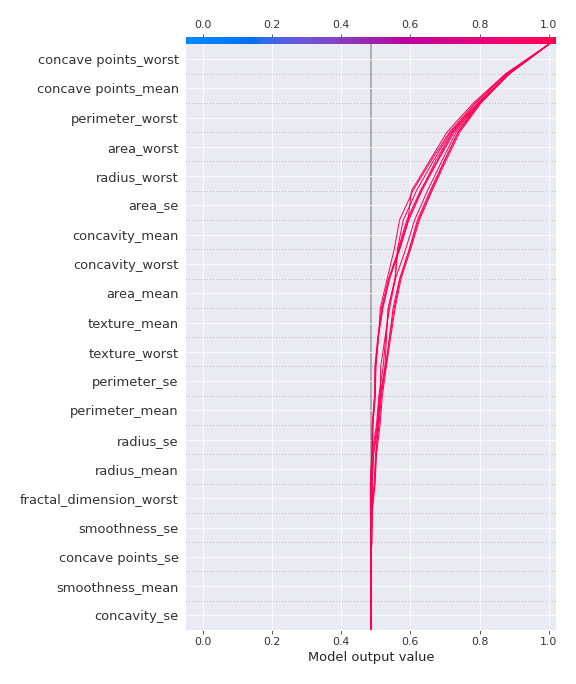 0.0 0.2 0.4 0.6 0.8 1.0
concave points_worst
concave points_mean
perimeter_worst
area_worst
radius_worst
area_se
concavity_mean
concavity_worst
area_mean
texture_mean
texture_worst
perimeter_se
perimeter_mean
radius_se
radius_mean
fractal_dimension_worst
smoothness_se
concave points_se
smoothness_mean
concavity_se
0.0 0.2 0.4 0.6 0.8 1.0
Model output value